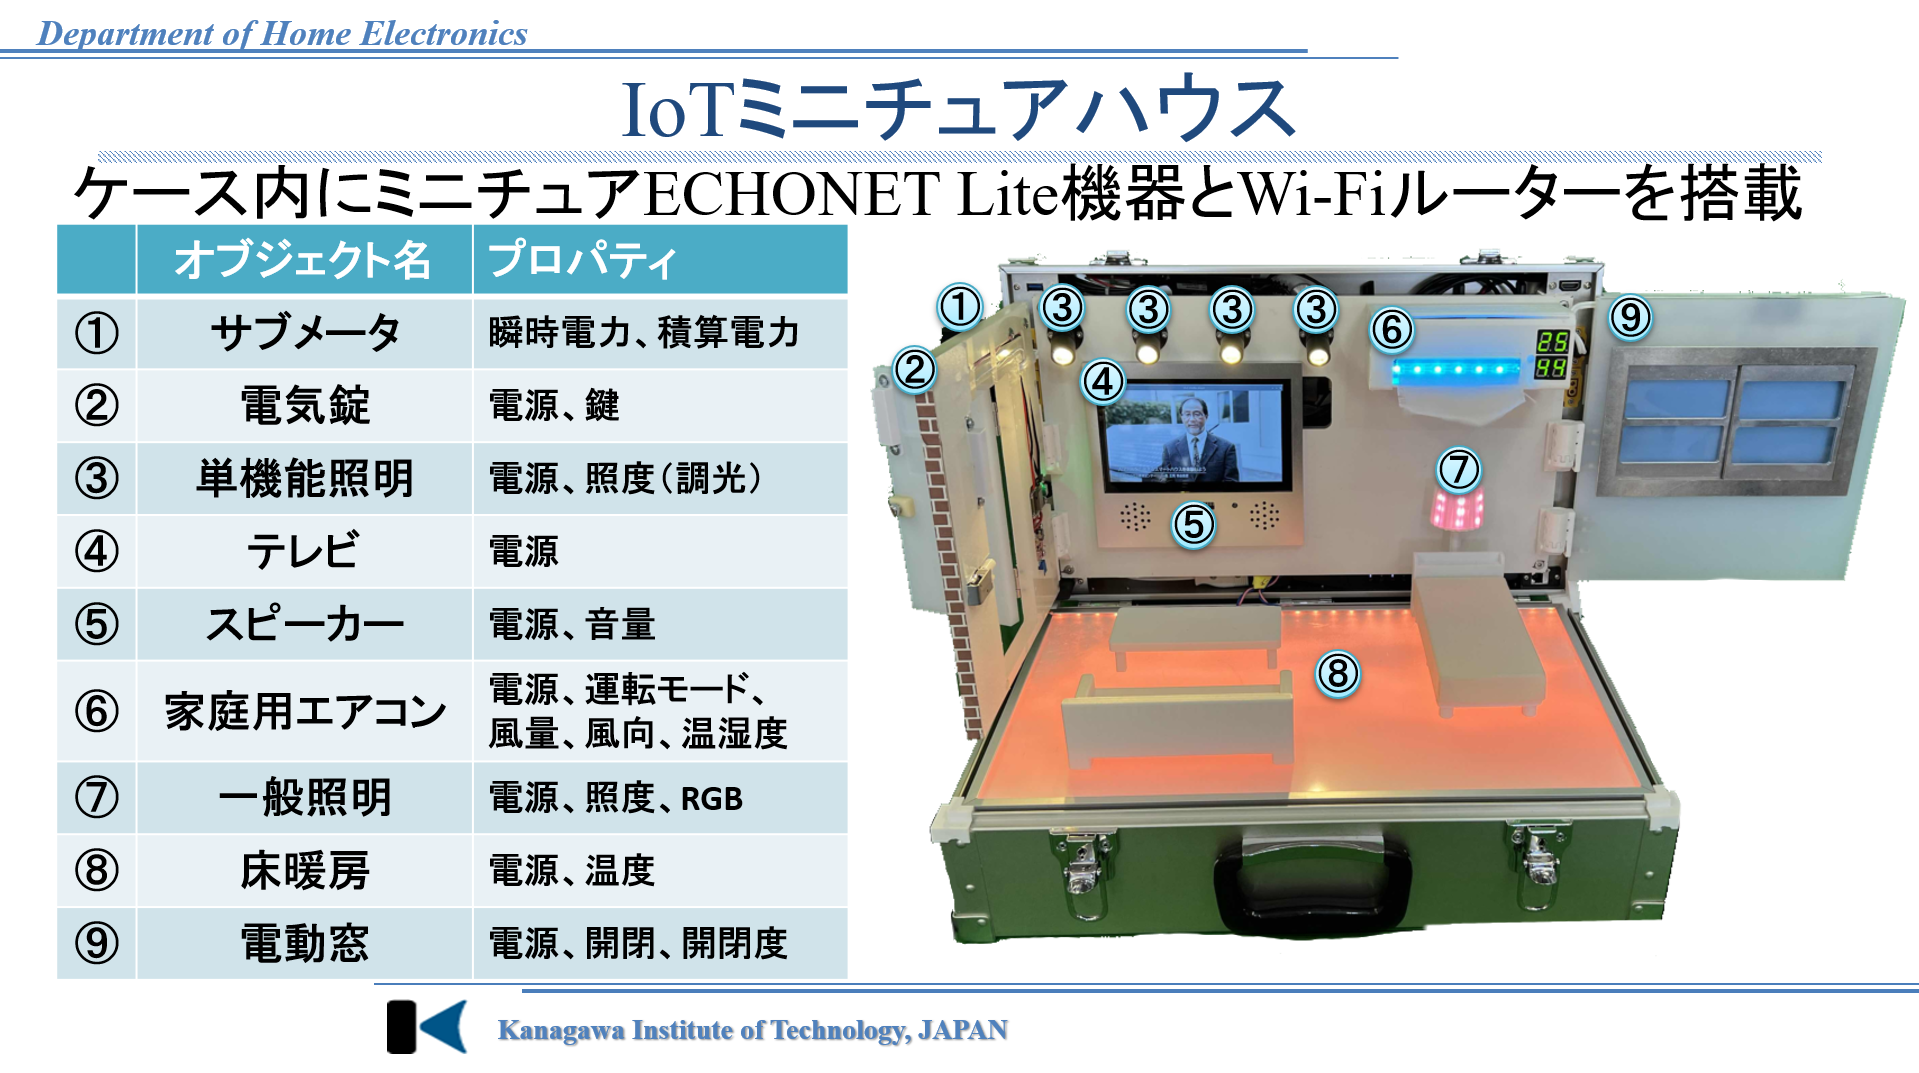 Department of Home Electronics
IoTミニチュアハウス
ケース内にミニチュアECHONET Lite機器とWi-Fiルーターを搭載
オブジェクト名 プロパティ
① サブメータ 瞬時電力、積算電力
② 電気錠 電源、鍵
③ 単機能照明 電源、照度（調光）
④ テレビ 電源
⑤ スピーカー 電源、音量
⑥ 家庭用エアコン 電源、運転モード、
風量、風向、温湿度
⑦ 一般照明 電源、照度、RGB
⑧ 床暖房 電源、温度
⑨ 電動窓 電源、開閉、開閉度
① ③ ③ ③ ③ ⑥ ⑨
② ④
25
44
⑦
⑤
⑧
Kanagawa Institute of Technology, JAPAN